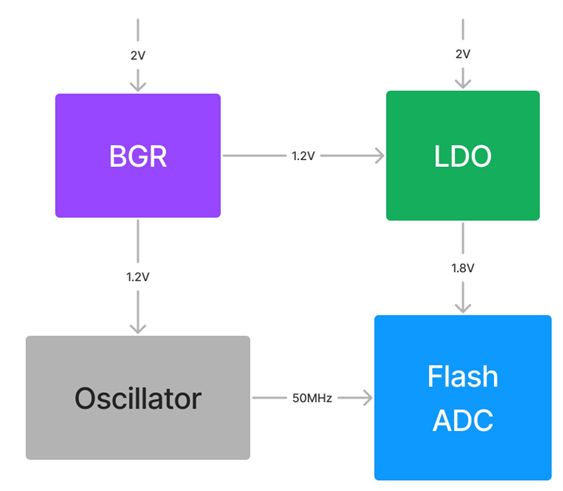 2V
2V
BGR
1.2V
LDO
1.2V
1.8V
Oscillator
50MHz
Flash
ADC